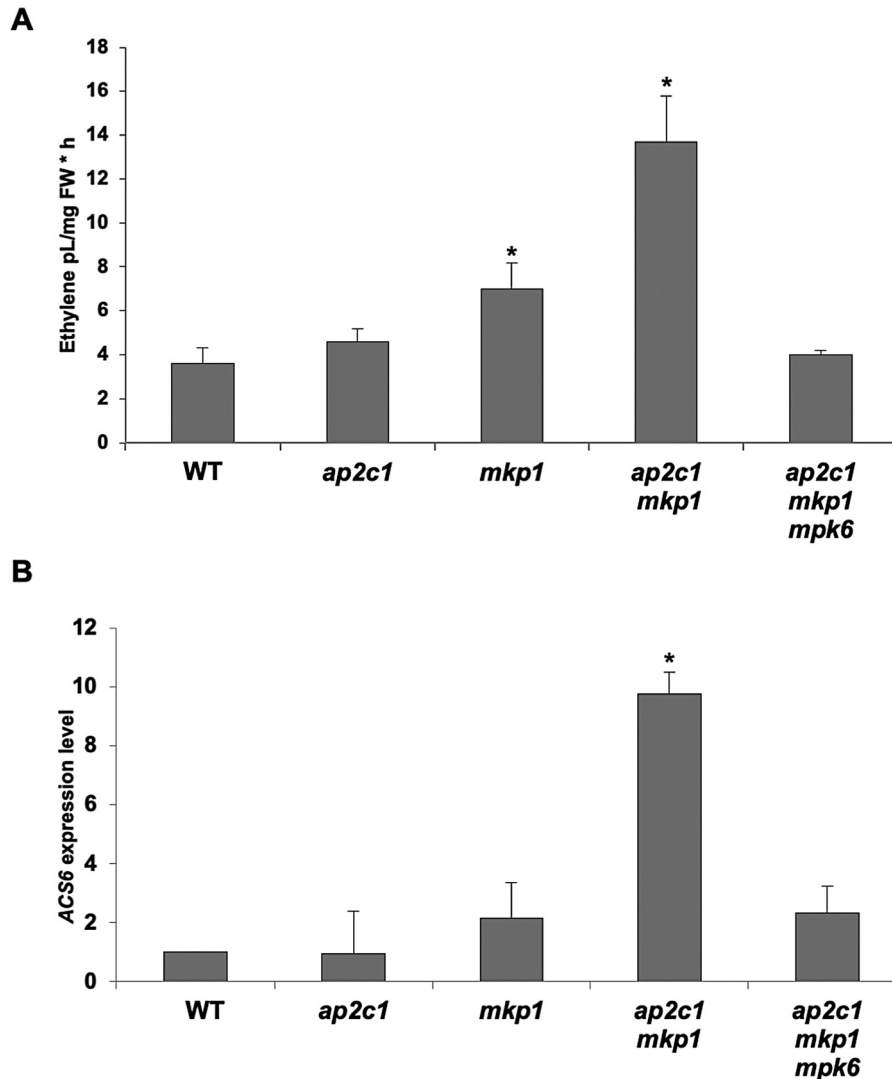 A
Ethylene pL/mg FW * h
18
16
14
12
10
8
6
4
2
0
*
*
WT
ap2c1
mkp1
ap2c1
mkp1
ap2c1
mkp1
mpk6
B
ACS6 expression level
12
10
8
6
4
2
0
*
WT
ap2c1
mkp1
ap2c1
mkp1
ap2c1
mkp1
mpk6